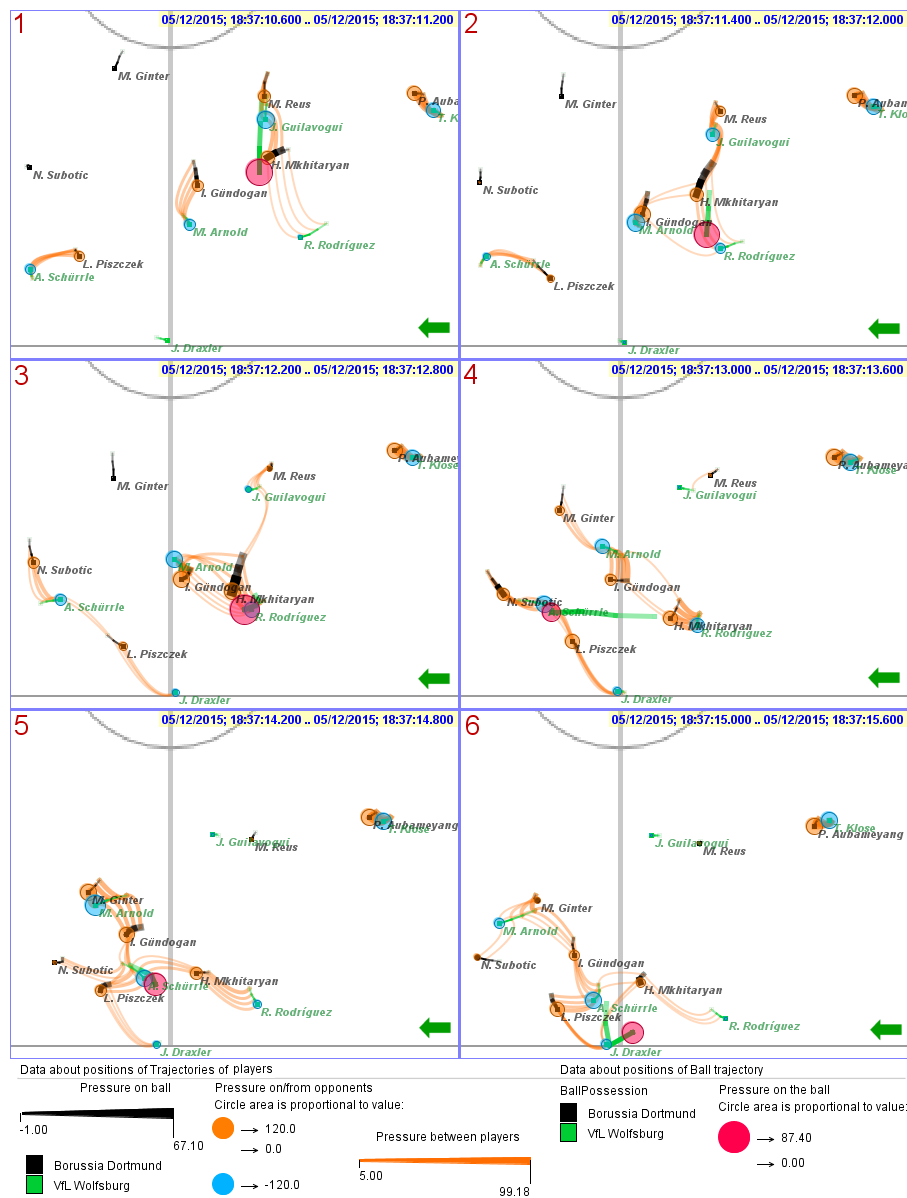 1
05/12/2015; 18:37:10.600 .. 05/12/2015; 18:37:11.200
M. Ginter
P. Auba
T. K
M. Reus
J. Guilavogui
H. Mkhitaryan
N. Subotic
I. Gündogan
M. Arnold
R. Rodríguez
L. Piszczek
A. Schürrle
J. Draxler
2
05/12/2015; 18:37:11.400 .. 05/12/2015; 18:37:12.000
M. Ginter
P. Auban
T. Klo
M. Reus
J. Guilavogui
N. Subotic
H. Mkhitaryan
I. Gündogan
M. Arnold
R. Rodríguez
A. Schürrle
L. Piszczek
J. Draxler
3
05/12/2015; 18:37:12.200 .. 05/12/2015; 18:37:12.800
P. Aubame
T. Klose
M. Reus
M. Ginter
J. Guilavogui
M. Arnold
N. Subotic
I. Gündogan
H. Mkhitaryan
A. Schürrle
R. Rodríguez
L. Piszczek
J. Draxler
4
05/12/2015; 18:37:13.000 .. 05/12/2015; 18:37:13.600
P. Aubameya
T. Klose
M. Reus
J. Guilavogui
M. Ginter
M. Arnold
I. Gündogan
N. Subotic
A. Schürrle
H. Mkhitaryan
R. Rodríguez
L. Piszczek
J. Draxler
5
05/12/2015; 18:37:14.200 .. 05/12/2015; 18:37:14.800
P. Aubameyang
T. Klose
J. Guilavogui
M. Reus
M. Ginter
M. Arnold
I. Gündogan
N. Subotic
H. Mkhitaryan
A. Schürrle
L. Piszczek
R. Rodríguez
J. Draxler
6
05/12/2015; 18:37:15.000 .. 05/12/2015; 18:37:15.600
T. Klose
P. Aubameyang
J. Guilavogui
M. Reus
M. Ginter
M. Arnold
I. Gündogan
N. Subotic
H. Mkhitaryan
A. Schürrle
L. Piszczek
R. Rodríguez
J. Draxler
Data about positions of Trajectories of players
Pressure on ball
-1.00
67.10
Borussia Dortmund
VfL Wolfsburg
Pressure on/from opponents
Circle area is proportional to value:
120.0
0.0
-120.0
Pressure between players
5.00
99.18
Data about positions of Ball trajectory
BallPossession
Borussia Dortmund
VfL Wolfsburg
Pressure on the ball
Circle area is proportional to value:
87.40
0.00